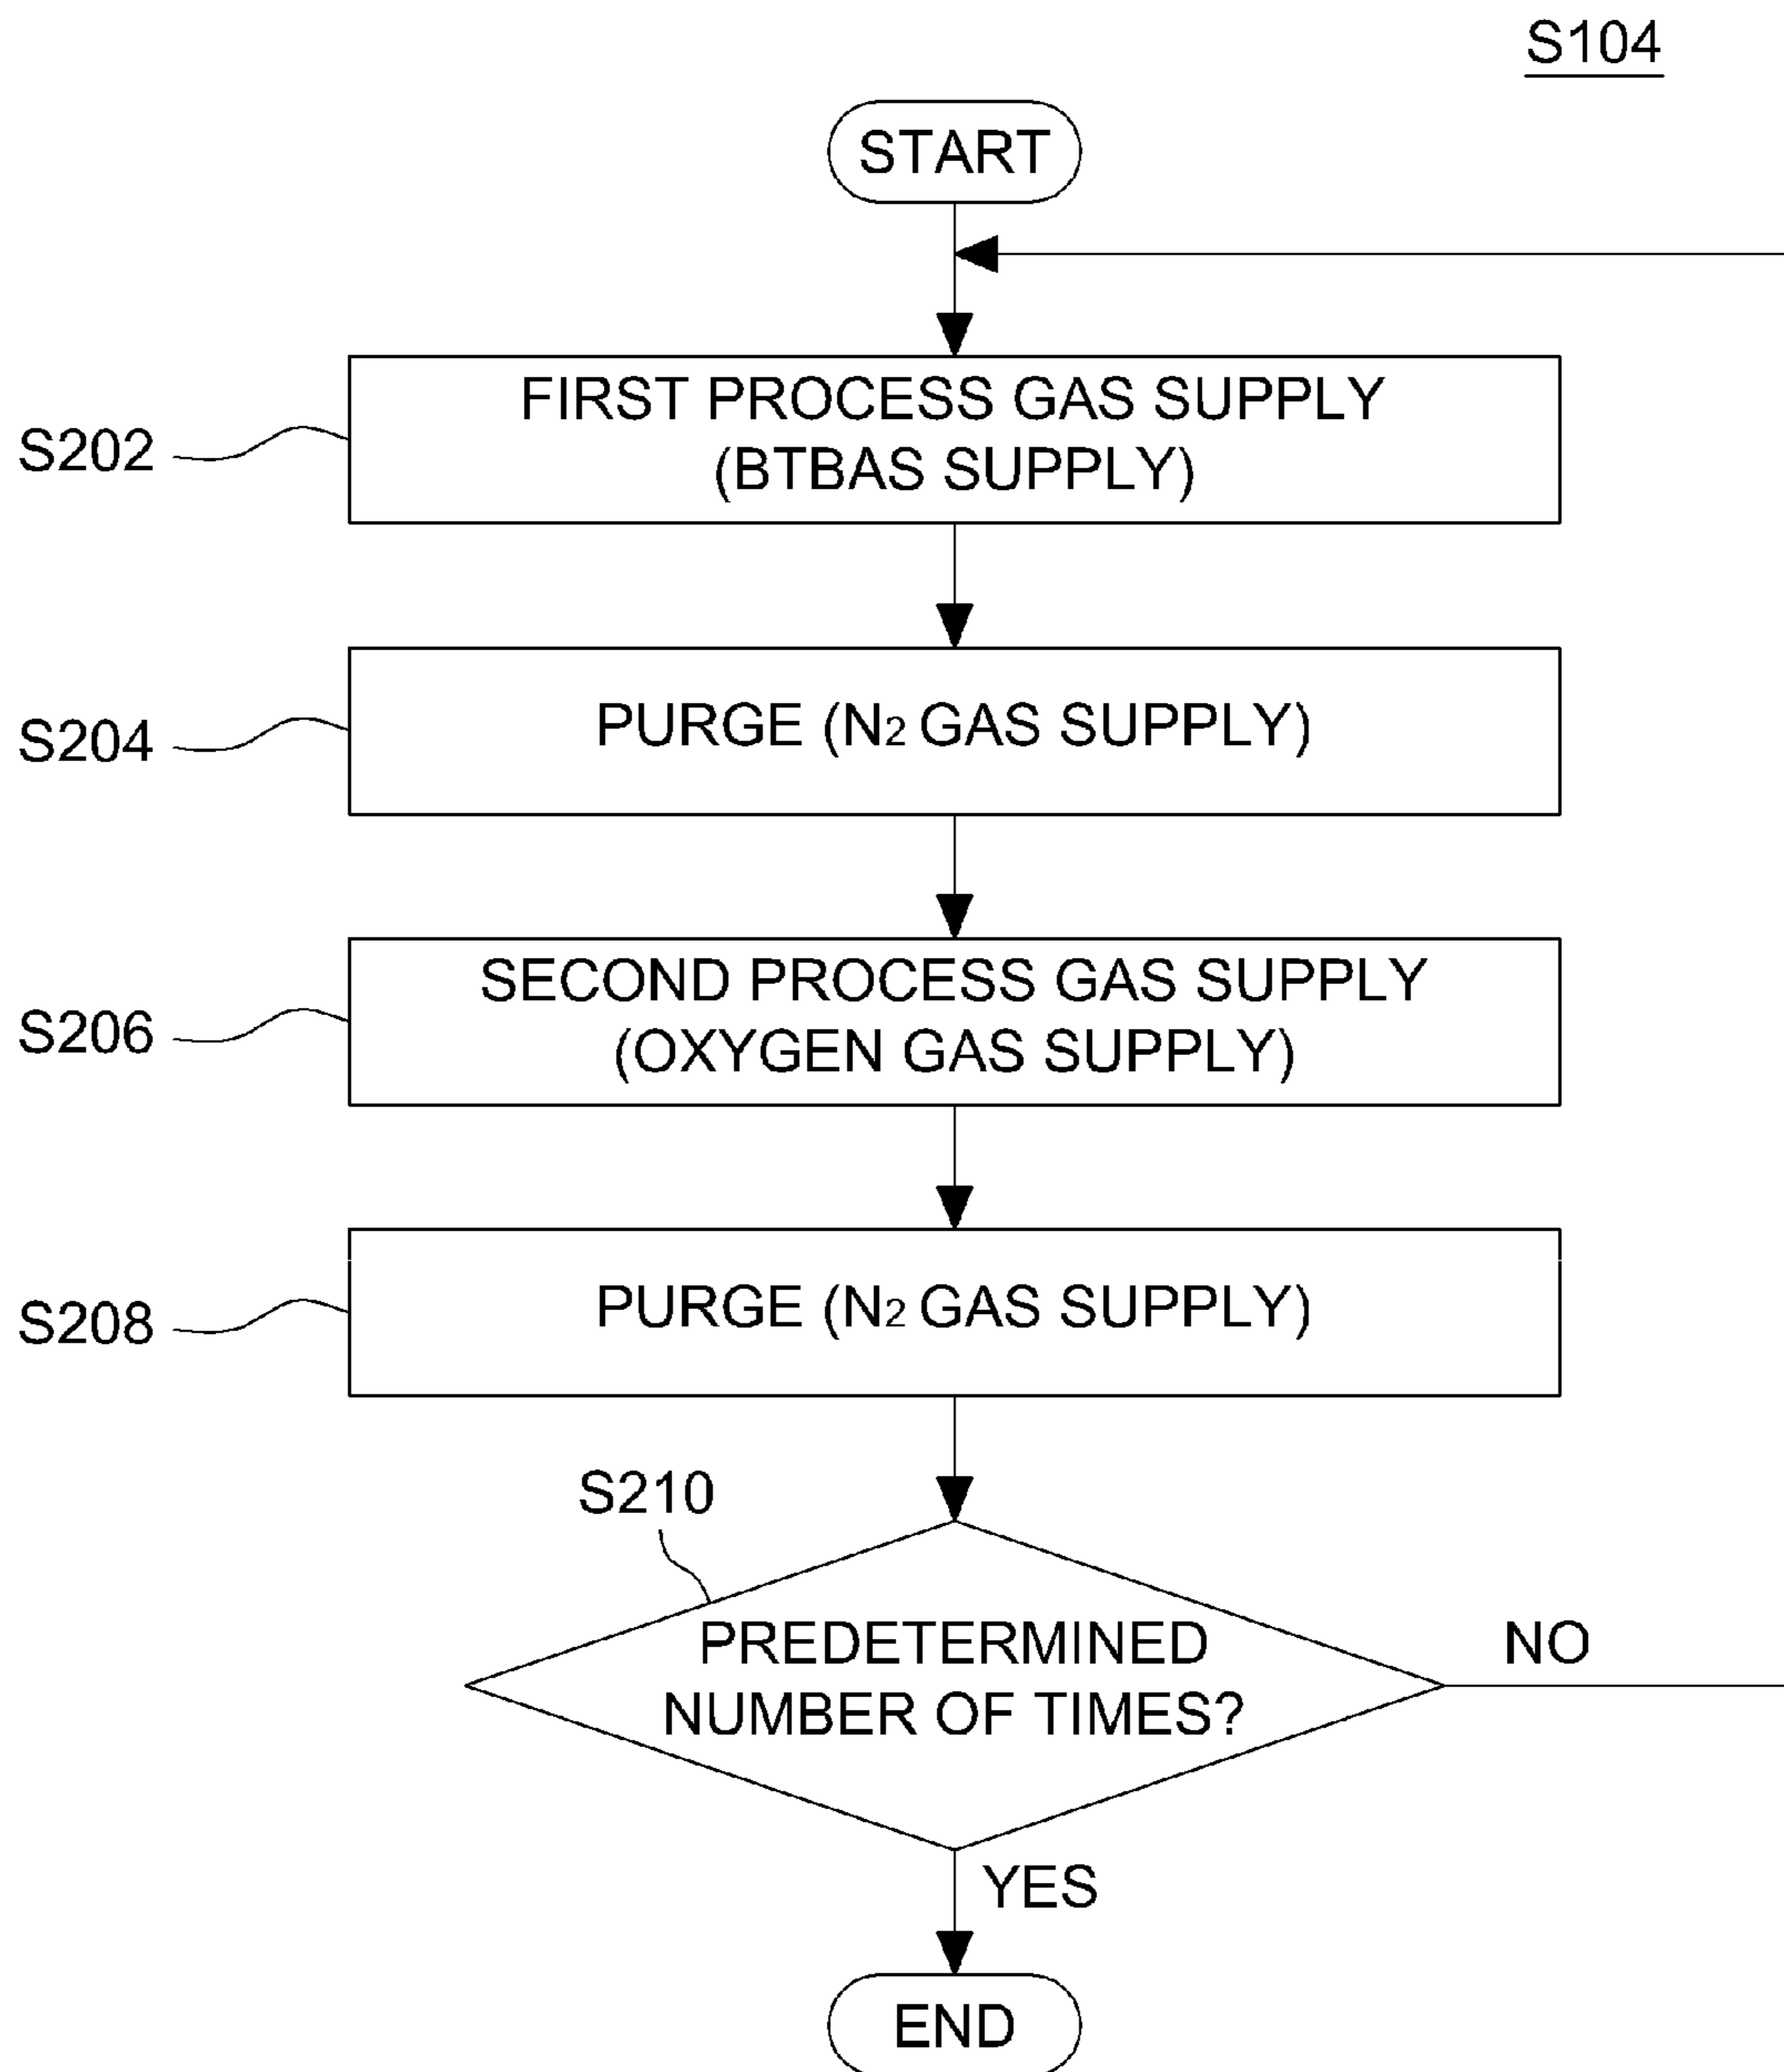 S104
START
FIRST PROCESS GAS SUPPLY
(BTBAS SUPPLY)
S202
PURGE (N2 GAS SUPPLY)
S204
SECOND PROCESS GAS SUPPLY
(OXYGEN GAS SUPPLY)
S206
PURGE (N2 GAS SUPPLY)
S208
S210
PREDETERMINED
NUMBER OF TIMES?
NO
YES
END